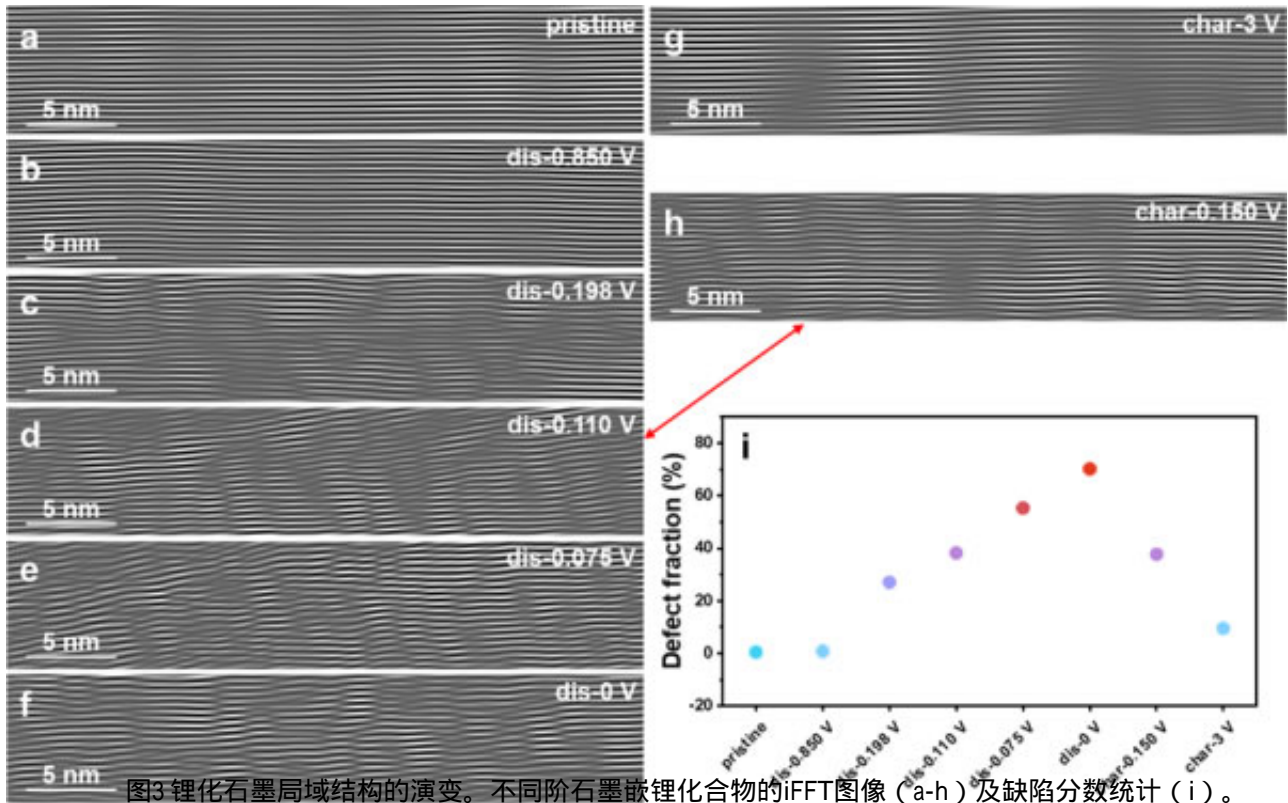 a
pristine
5 nm
b
dis-0.850 V
5 nm
c
dis-0.198 V
5 nm
d
dis-0.110 V
5 nm
e
dis-0.075 V
5 nm
f
dis-0 V
g
char-3 V
5 nm
h
char-0.150 V
5 nm
i
Defect fraction (%)
80
60
40
20
0
-20
pristine
dis-0.850 V
dis-0.198 V
dis-0.110 V
dis-0.075 V
dis-0 V
char-0.150 V
char-3 V
5 nm
图3 锂化石墨局域结构的演变。不同阶石墨嵌锂化合物的iFFT图像（a-h）及缺陷分数统计（i）。